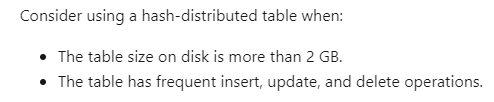 Consider using a hash-distributed table when:
• The table size on disk is more than 2 GB.
• The table has frequent insert, update, and delete operations.